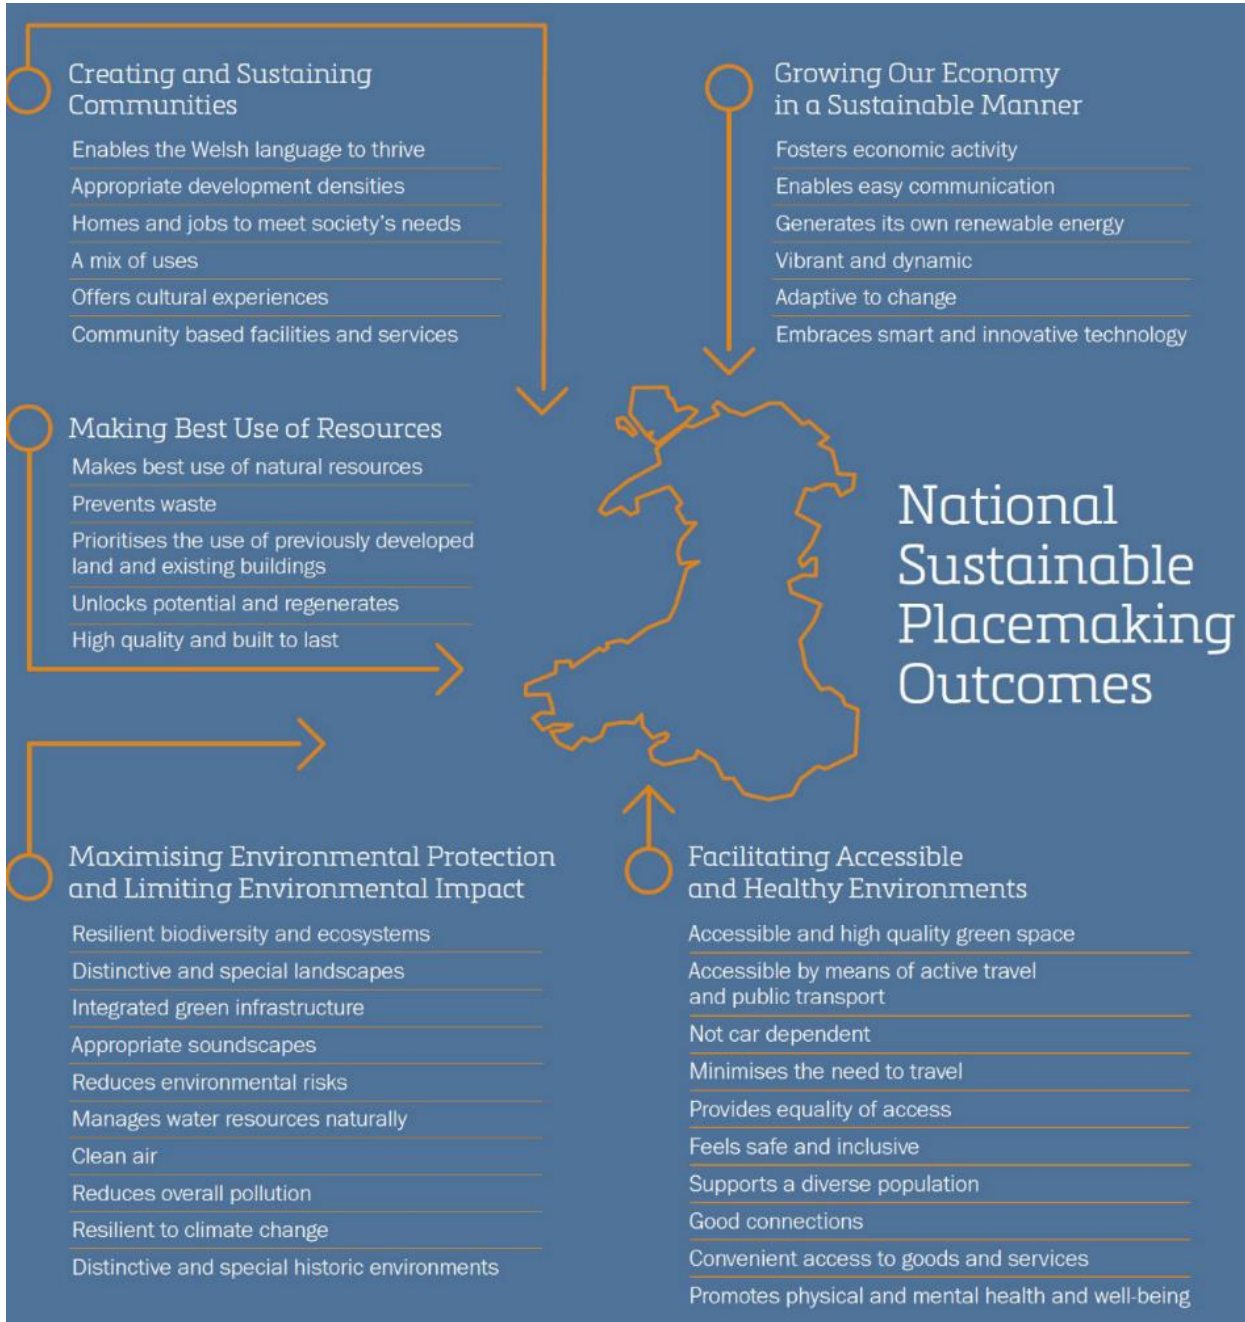 Creating and Sustaining
Communities
Enables the Welsh language to thrive
Appropriate development densities
Homes and jobs to meet society's needs
A mix of uses
Offers cultural experiences
Community based facilities and services
Growing Our Economy
in a Sustainable Manner
Fosters economic activity
Enables easy communication
Generates its own renewable energy
Vibrant and dynamic
Adaptive to change
Embraces smart and innovative technology
Making Best Use of Resources
Makes best use of natural resources
Prevents waste
Prioritises the use of previously developed
land and existing buildings
Unlocks potential and regenerates
High quality and built to last
National
Sustainable
Placemaking
Outcomes
Maximising Environmental Protection
and Limiting Environmental Impact
Resilient biodiversity and ecosystems
Distinctive and special landscapes
Integrated green infrastructure
Appropriate soundscapes
Reduces environmental risks
Manages water resources naturally
Clean air
Reduces overall pollution
Resilient to climate change
Distinctive and special historic environments
Facilitating Accessible
and Healthy Environments
Accessible and high quality green space
Accessible by means of active travel
and public transport
Not car dependent
Minimises the need to travel
Provides equality of access
Feels safe and inclusive
Supports a diverse population
Good connections
Convenient access to goods and services
Promotes physical and mental health and well-being